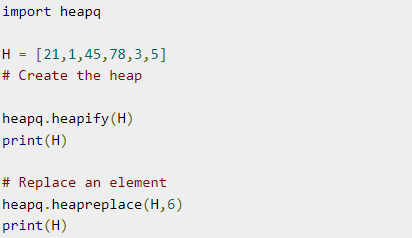 import heapq
H = [21,1,45,78,3,5]
# Create the heap
heapq.heapify(H)
print(H)
# Replace an element
heapq.heapreplace(H,6)
print(H)